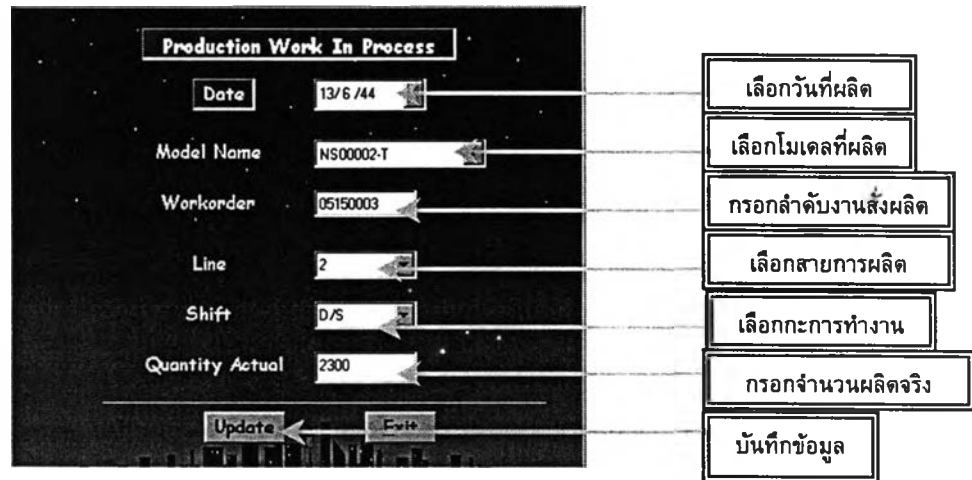 Production Work In Process
Date 13/6/44 เลือกวันที่ผลิต
Model Name NS00002-T เลือกโมเดลที่ผลิต
Workorder 05150003 กรอกลำดับงานสั่งผลิต
Line 2 เลือกสายการผลิต
Shift D/S เลือกกะการทำงาน
Quantity Actual 2300 กรอกจำนวนผลิตจริง
Update Exit บันทึกข้อมูล